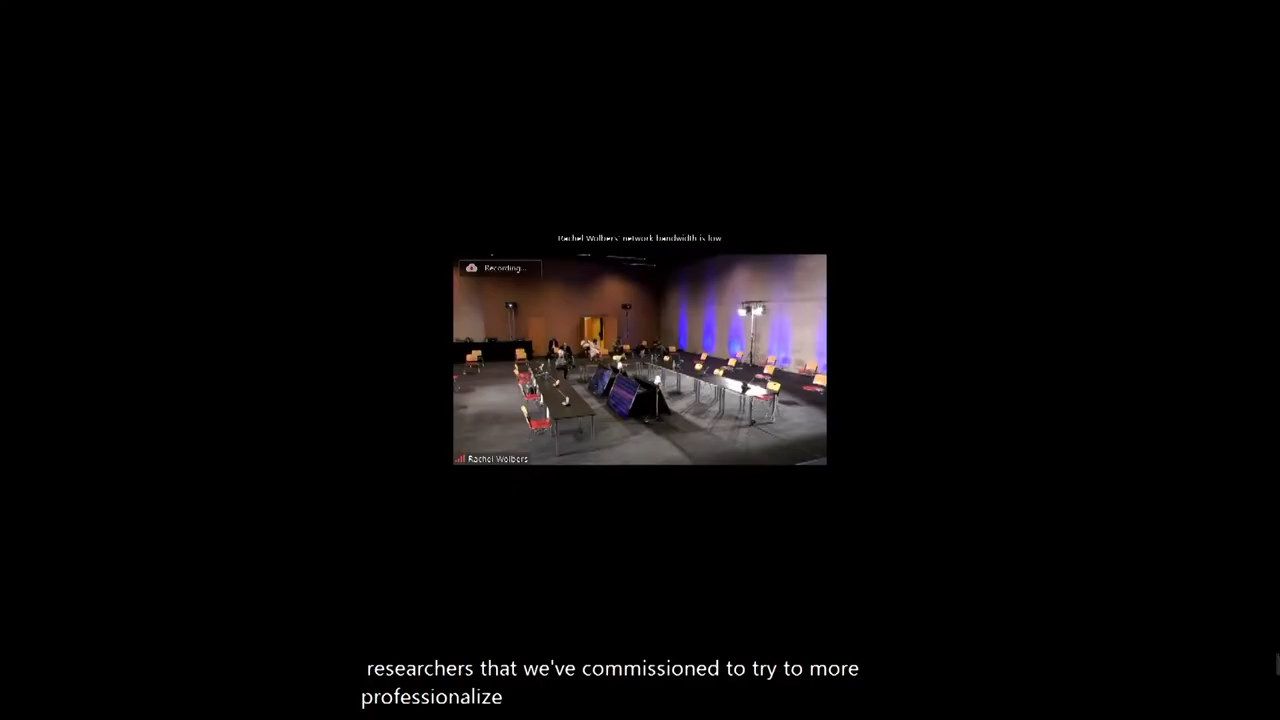 Rachel Wolbers' network bandwidth is low
Recording...
Rachel Wolbers
researchers that we've commissioned to try to more
professionalize